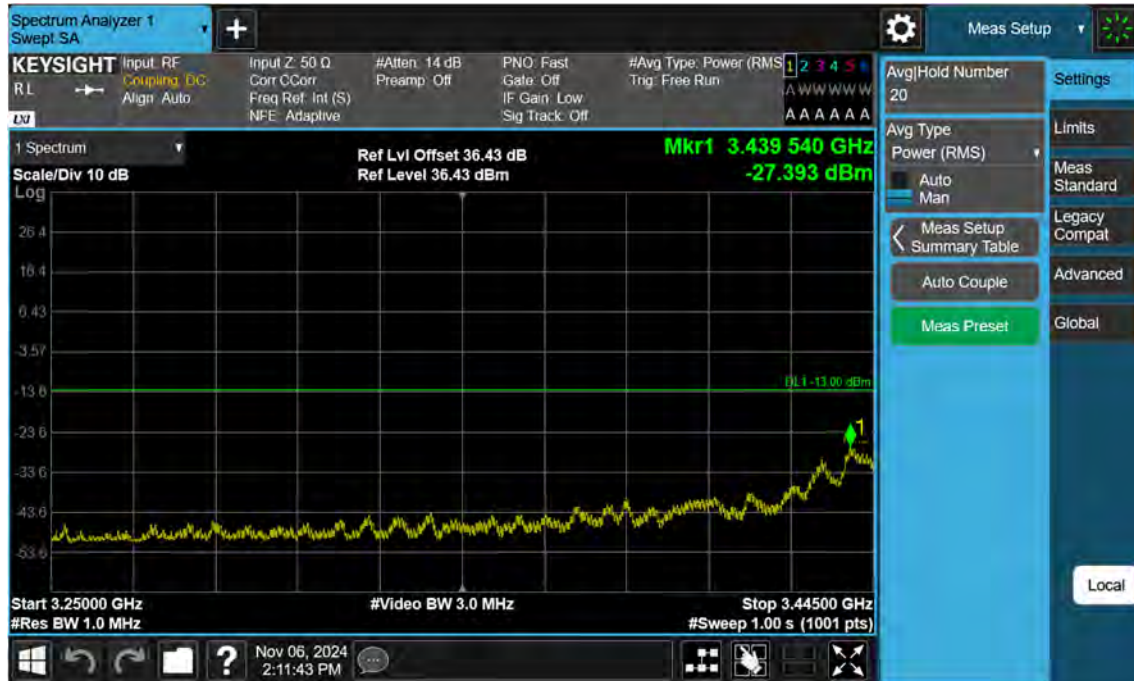 Spectrum Analyzer 1
Swept SA
+
Meas Setup
KEYSIGHT
RL
LXI
Input: RF
Coupling: DC
Align: Auto
Input Z: 50 Ω
Corr CCorr
Freq Ref: Int (S)
NFE: Adaptive
#Atten: 14 dB
Preamp: Off
PNO: Fast
Gate: Off
IF Gain: Low
Sig Track: Off
#Avg Type: Power (RMS
Trig: Free Run
1 2 3 4 5 6
A W W W W W
A A A A A A
1 Spectrum
Scale/Div 10 dB
Log
Ref Lvl Offset 36.43 dB
Ref Level 36.43 dBm
Mkr1 3.439 540 GHz
-27.393 dBm
26.4
16.4
6.43
-3.57
-13.6
-23.6
-33.6
-43.6
-53.6
DL1 -13.00 dBm
1
Start 3.25000 GHz
#Res BW 1.0 MHz
#Video BW 3.0 MHz
Stop 3.44500 GHz
#Sweep 1.00 s (1001 pts)
?
Nov 06, 2024
2:11:43 PM
Avg|Hold Number
20
Avg Type
Power (RMS)
Auto
Man
Meas Setup
Summary Table
Auto Couple
Meas Preset
Settings
Limits
Meas
Standard
Legacy
Compat
Advanced
Global
Local